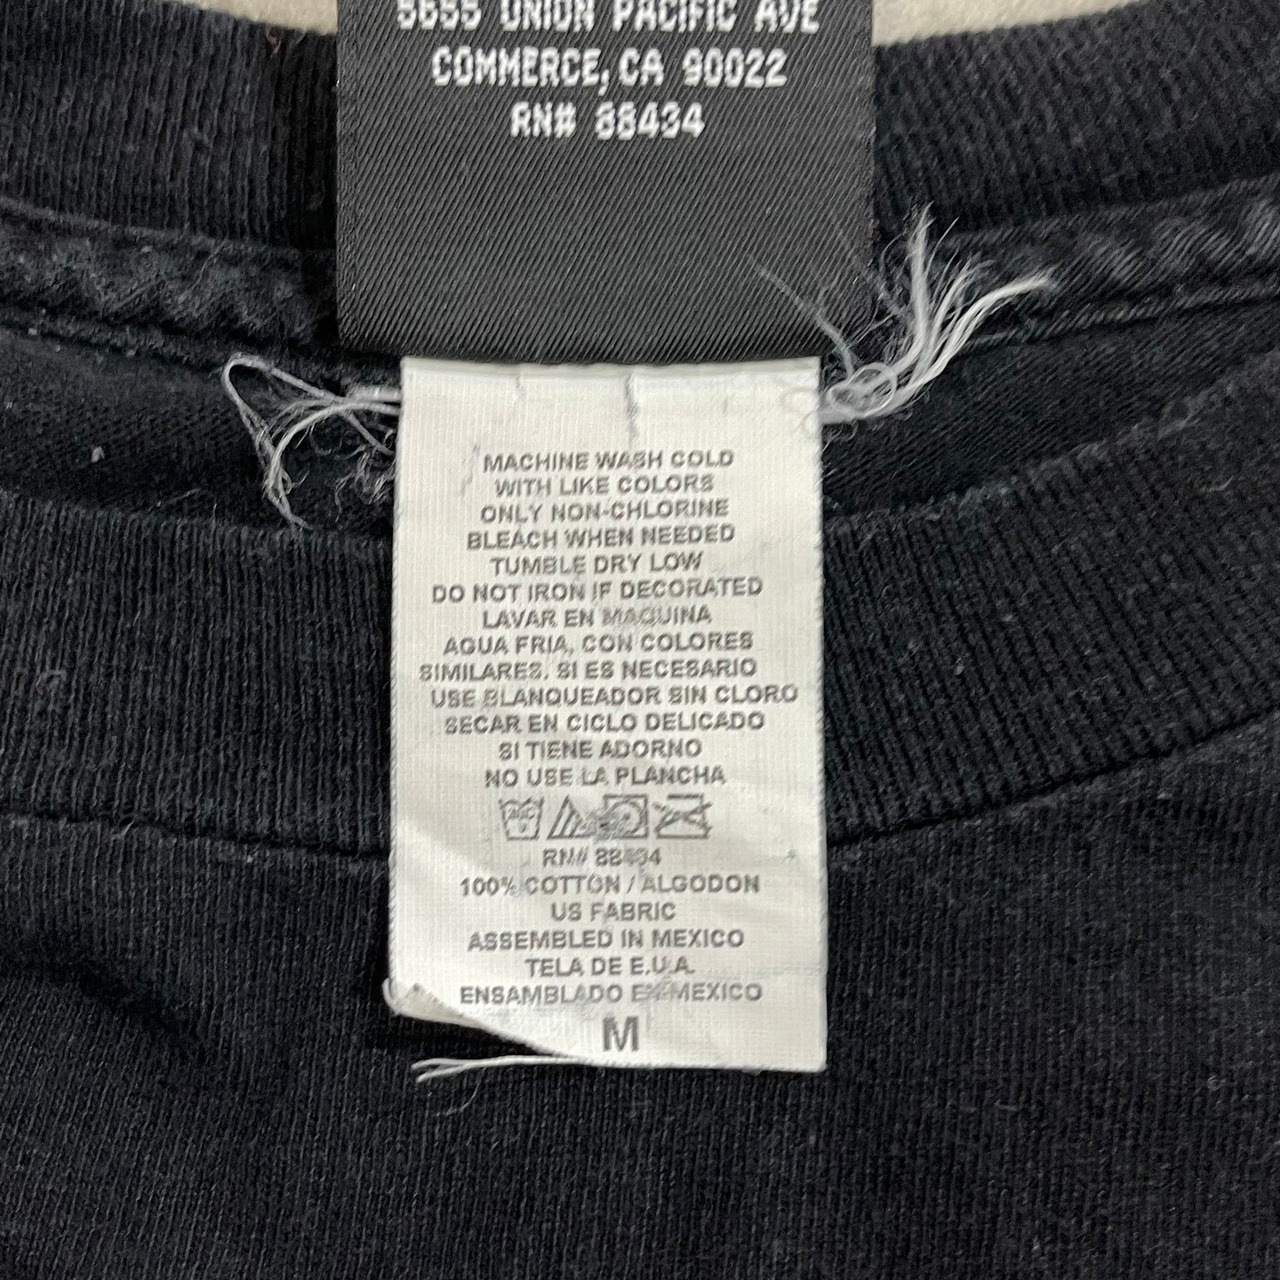 5655 UNION PACIFIC AVE
COMMERCE, CA 90022
RN# 88434
MACHINE WASH COLD
WITH LIKE COLORS
ONLY NON-CHLORINE
BLEACH WHEN NEEDED
TUMBLE DRY LOW
DO NOT IRON IF DECORATED
LAVAR EN MAQUINA
AGUA FRIA, CON COLORES
SIMILARES. SI ES NECESARIO
USE BLANQUEADOR SIN CLORO
SECAR EN CICLO DELICADO
SI TIENE ADORNO
NO USE LA PLANCHA
RN# 88434
100% COTTON / ALGODON
US FABRIC
ASSEMBLED IN MEXICO
TELA DE E.U.A.
ENSAMBLADO EN MEXICO
M